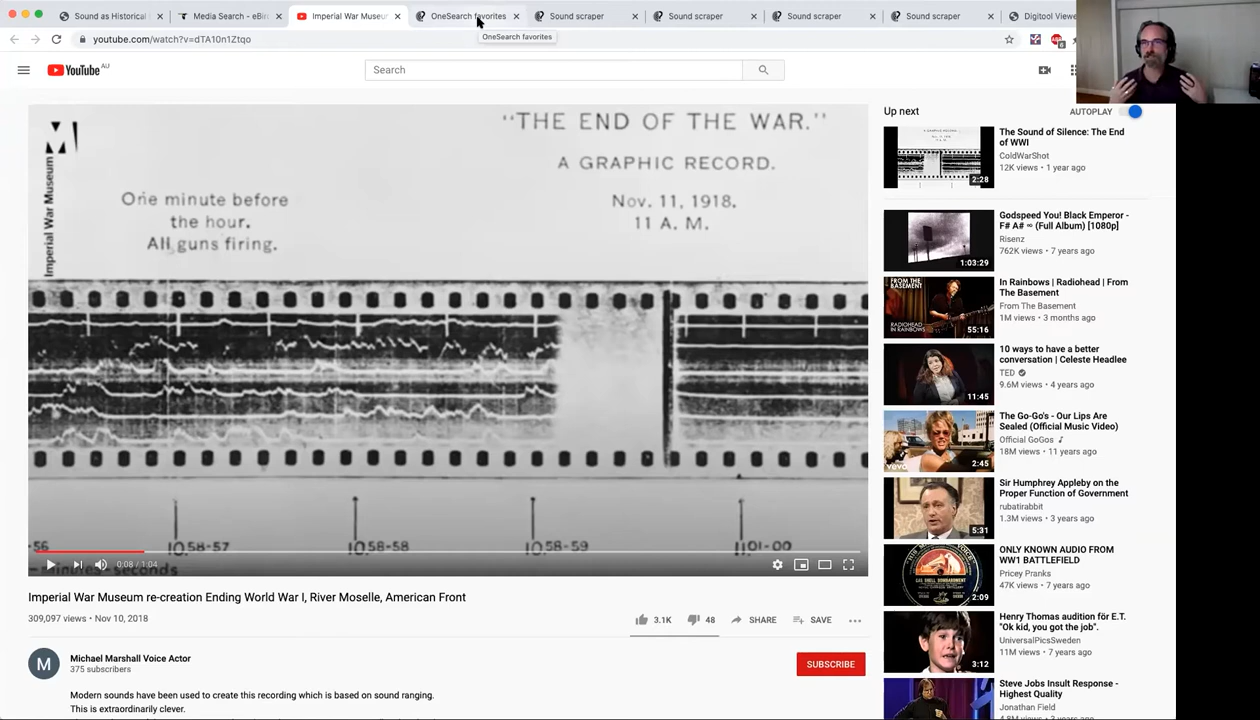 Sound as Historical
Media Search - eBir
Imperial War Museu
OneSearch favorites
Sound scraper
Sound scraper
Sound scraper
Sound scraper
Digitool Viewe
youtube.com/watch?v=dTA10n1Ztqo
OneSearch favorites
YouTube AU
Search
Imperial War Museum
"THE END OF THE WAR."
A GRAPHIC RECORD.
One minute before
the hour.
All guns firing.
Nov. 11, 1918,
11 A. M.
-56
10,58-57
10,58-58
10,58-59
11,01-00
minutes-seconds
0:08 / 1:04
Imperial War Museum re-creation Ending World War I, River Moselle, American Front
309,097 views • Nov 10, 2018
3.1K
48
SHARE
SAVE
M
Michael Marshall Voice Actor
375 subscribers
SUBSCRIBE
Modern sounds have been used to create this recording which is based on sound ranging.
This is extraordinarily clever.
Up next
AUTOPLAY
2:28
The Sound of Silence: The End
of WWI
ColdWarShot
12K views • 1 year ago
1:03:29
Godspeed You! Black Emperor -
F# A# ∞ (Full Album) [1080p]
Risenz
762K views • 7 years ago
FROM THE
BASEMENT
RADIOHEAD
IN RAINBOWS
55:16
In Rainbows | Radiohead | From
The Basement
From The Basement
1M views • 3 months ago
11:45
10 ways to have a better
conversation | Celeste Headlee
TED
9.6M views • 4 years ago
vevo
2:45
The Go-Go's - Our Lips Are
Sealed (Official Music Video)
Official GoGos
18M views • 11 years ago
5:31
Sir Humphrey Appleby on the
Proper Function of Government
rubatirabbit
1.3M views • 3 years ago
2:09
ONLY KNOWN AUDIO FROM
WW1 BATTLEFIELD
Pricey Pranks
47K views • 7 years ago
3:12
Henry Thomas audition för E.T.
"Ok kid, you got the job".
UniversalPicsSweden
11M views • 7 years ago
Steve Jobs Insult Response -
Highest Quality
Jonathan Field